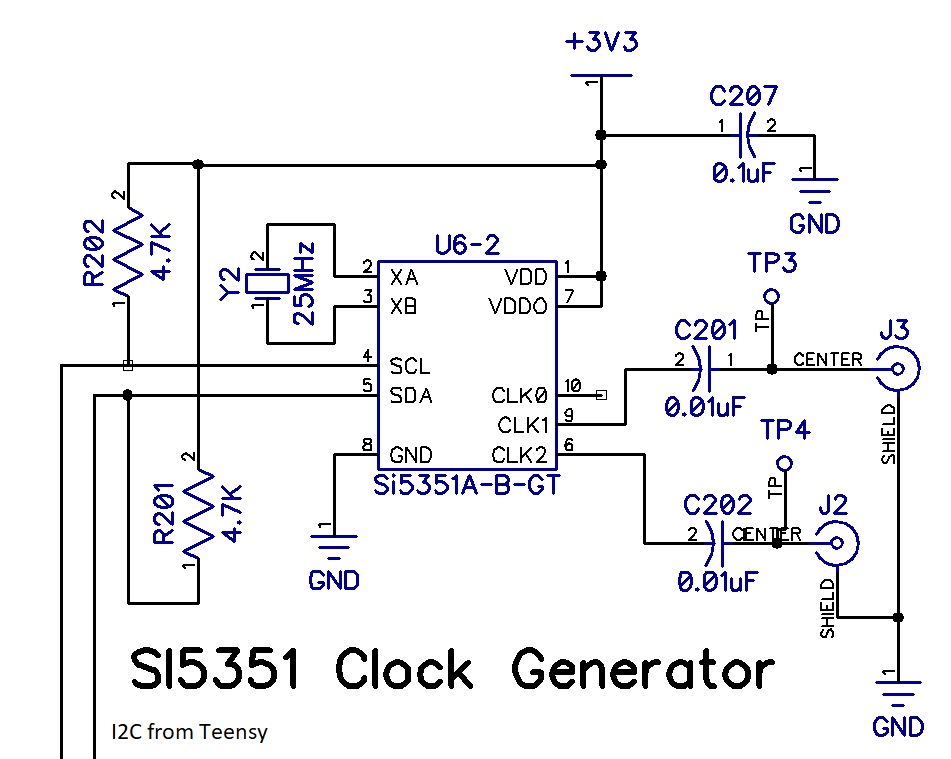 +3V3
1
C207
1 2
0.1uF
1
GND
2
R202
4.7K
1
U6-2
Y2
2
1
25MHz
2 XA
3 XB
4 SCL
5 SDA
8 GND
VDD 1
VDDO 7
CLK0 10
CLK1 9
CLK2 6
Si5351A-B-GT
TP3
TP
C201
2 1
0.01uF
CENTER
J3
SHIELD
TP4
TP
C202
2
CENTER
0.01uF
J2
SHIELD
2
R201
4.7K
1
1
GND
1
GND
SI5351 Clock Generator
I2C from Teensy